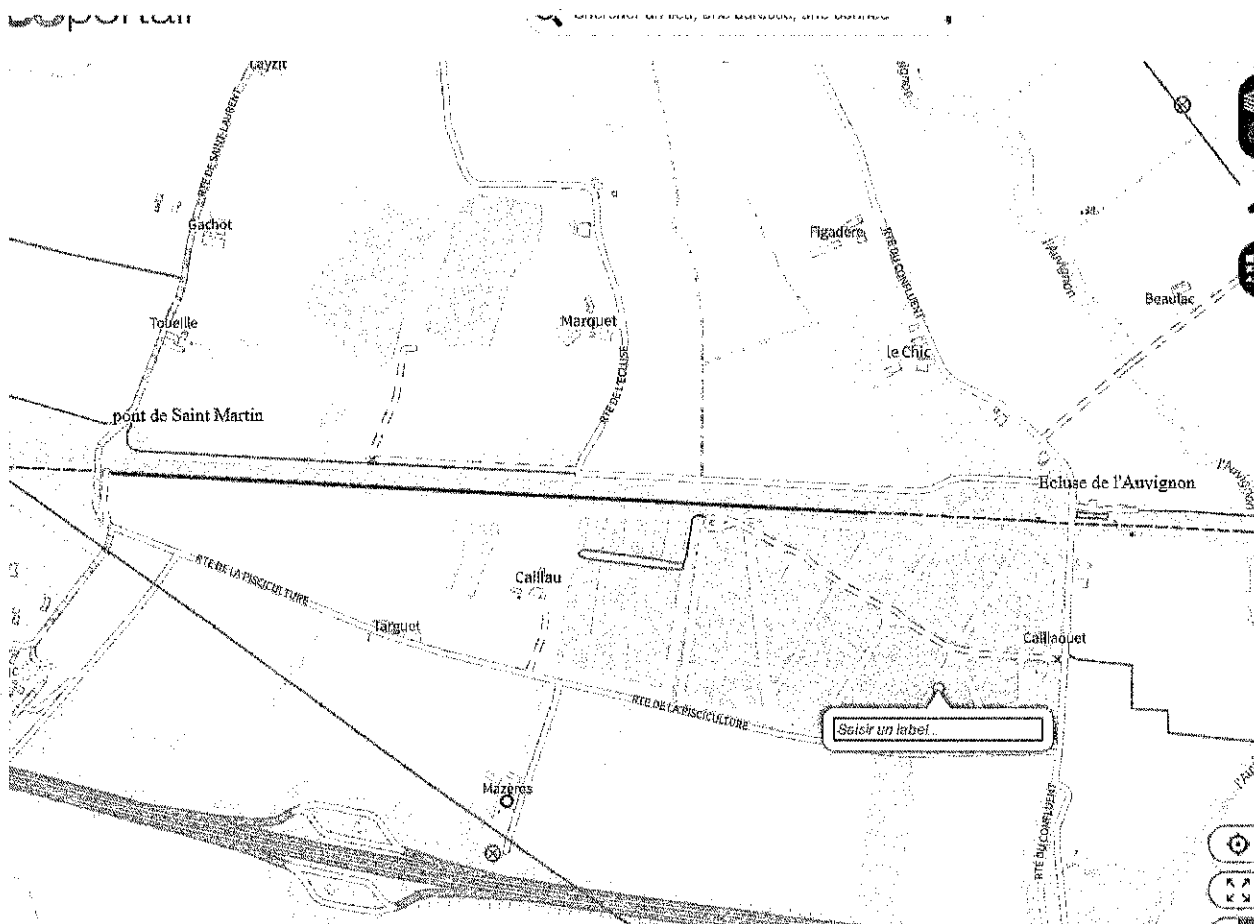 Layzit
RTE DE SAINT-LAURENT
Gachot
Figadère
RTE DU CONFLUENT
l'Auvignon
Beaulac
Toueille
Marquet
le Chic
RTE DE L'ECLUSE
pont de Saint Martin
Ecluse de l'Auvignon
l'Auvignon
RTE DE LA PISCICULTURE
Caillau
Targuet
Caillaouet
RTE DE LA PISCICULTURE
Saisir un label...
Mazères
RTE DU CONFLUENT